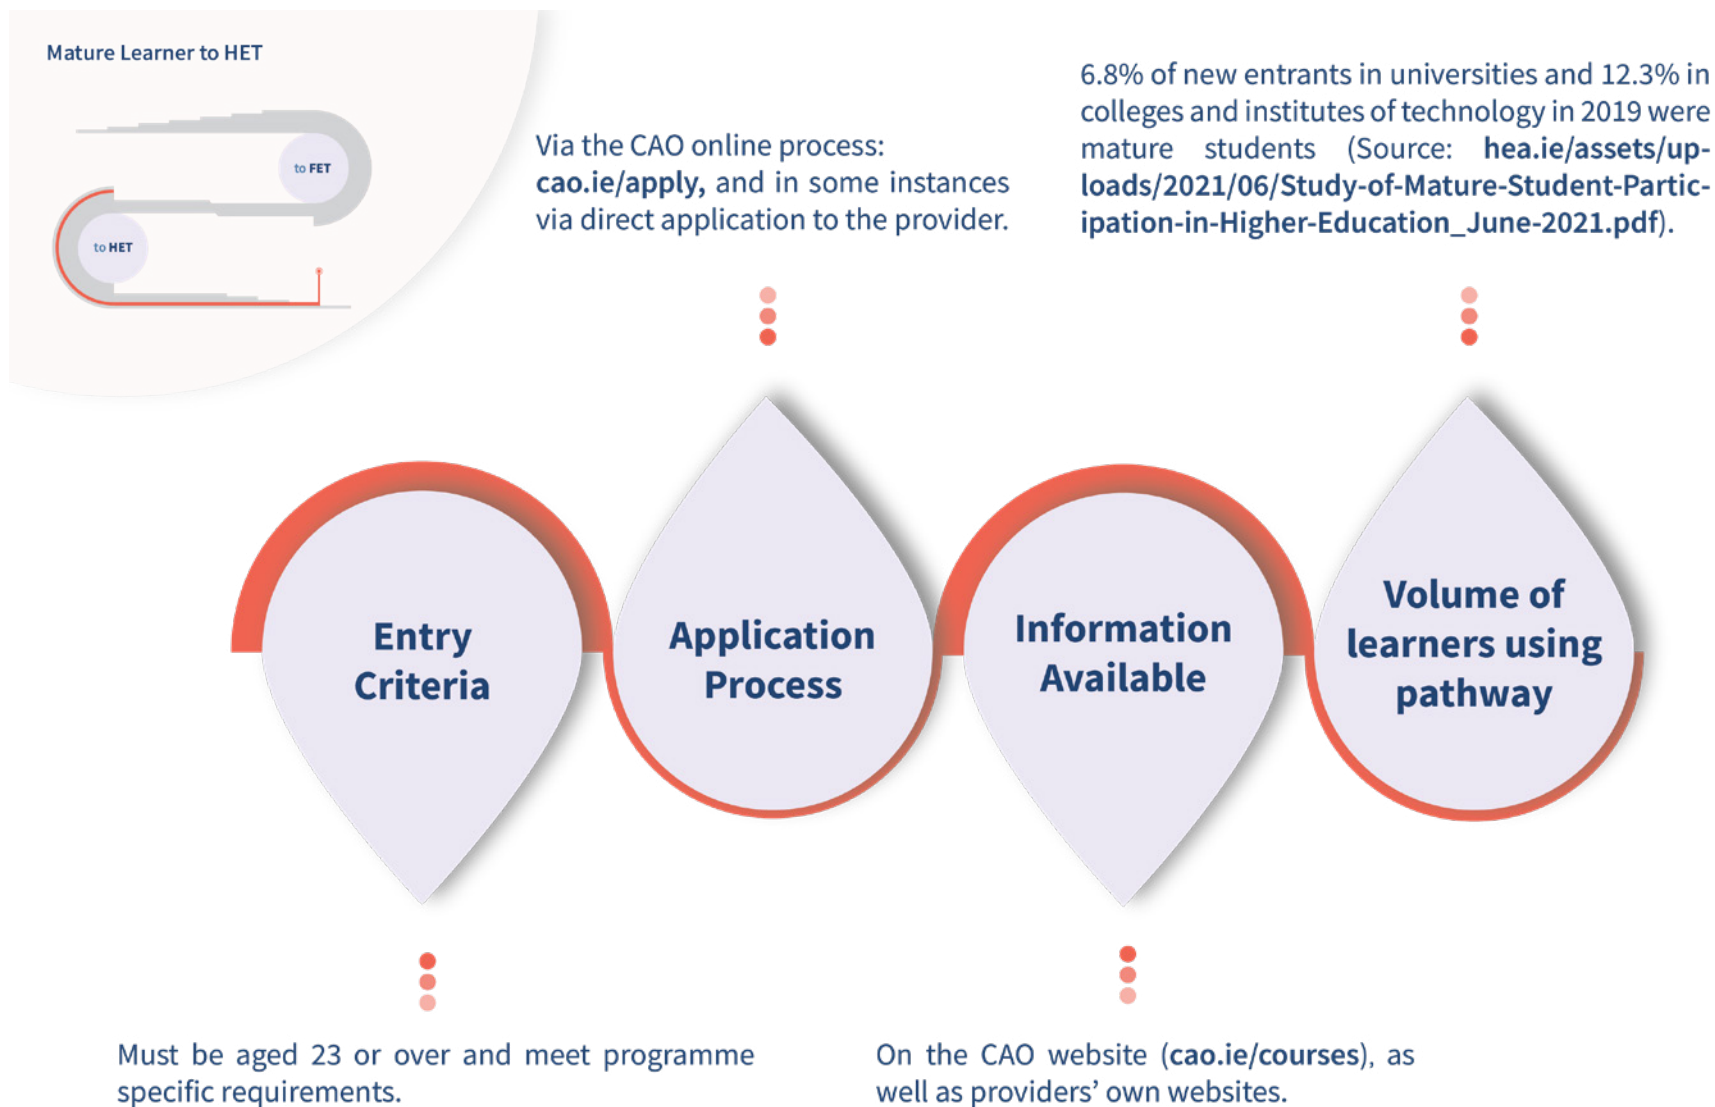 Mature Learner to HET
to FET
to HET
Via the CAO online process:
cao.ie/apply, and in some instances
via direct application to the provider.
6.8% of new entrants in universities and 12.3% in
colleges and institutes of technology in 2019 were
mature students (Source: hea.ie/assets/up-
loads/2021/06/Study-of-Mature-Student-Partic-
ipation-in-Higher-Education_June-2021.pdf).
Entry
Criteria
Application
Process
Information
Available
Volume of
learners using
pathway
Must be aged 23 or over and meet programme
specific requirements.
On the CAO website (cao.ie/courses), as
well as providers’ own websites.